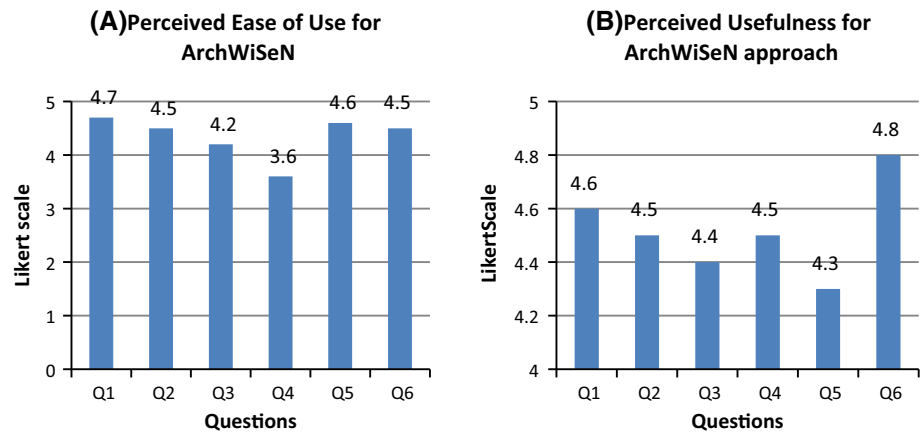 (A)Perceived Ease of Use for
ArchWiSeN
5
4
3
2
1
0
Likert scale
4.7
4.5
4.2
3.6
4.6
4.5
Q1 Q2 Q3 Q4 Q5 Q6
Questions
(B)Perceived Usefulness for
ArchWiSeN approach
5
4.8
4.6
4.4
4.2
4
LikertScale
4.6
4.5
4.4
4.5
4.3
4.8
Q1 Q2 Q3 Q4 Q5 Q6
Questions